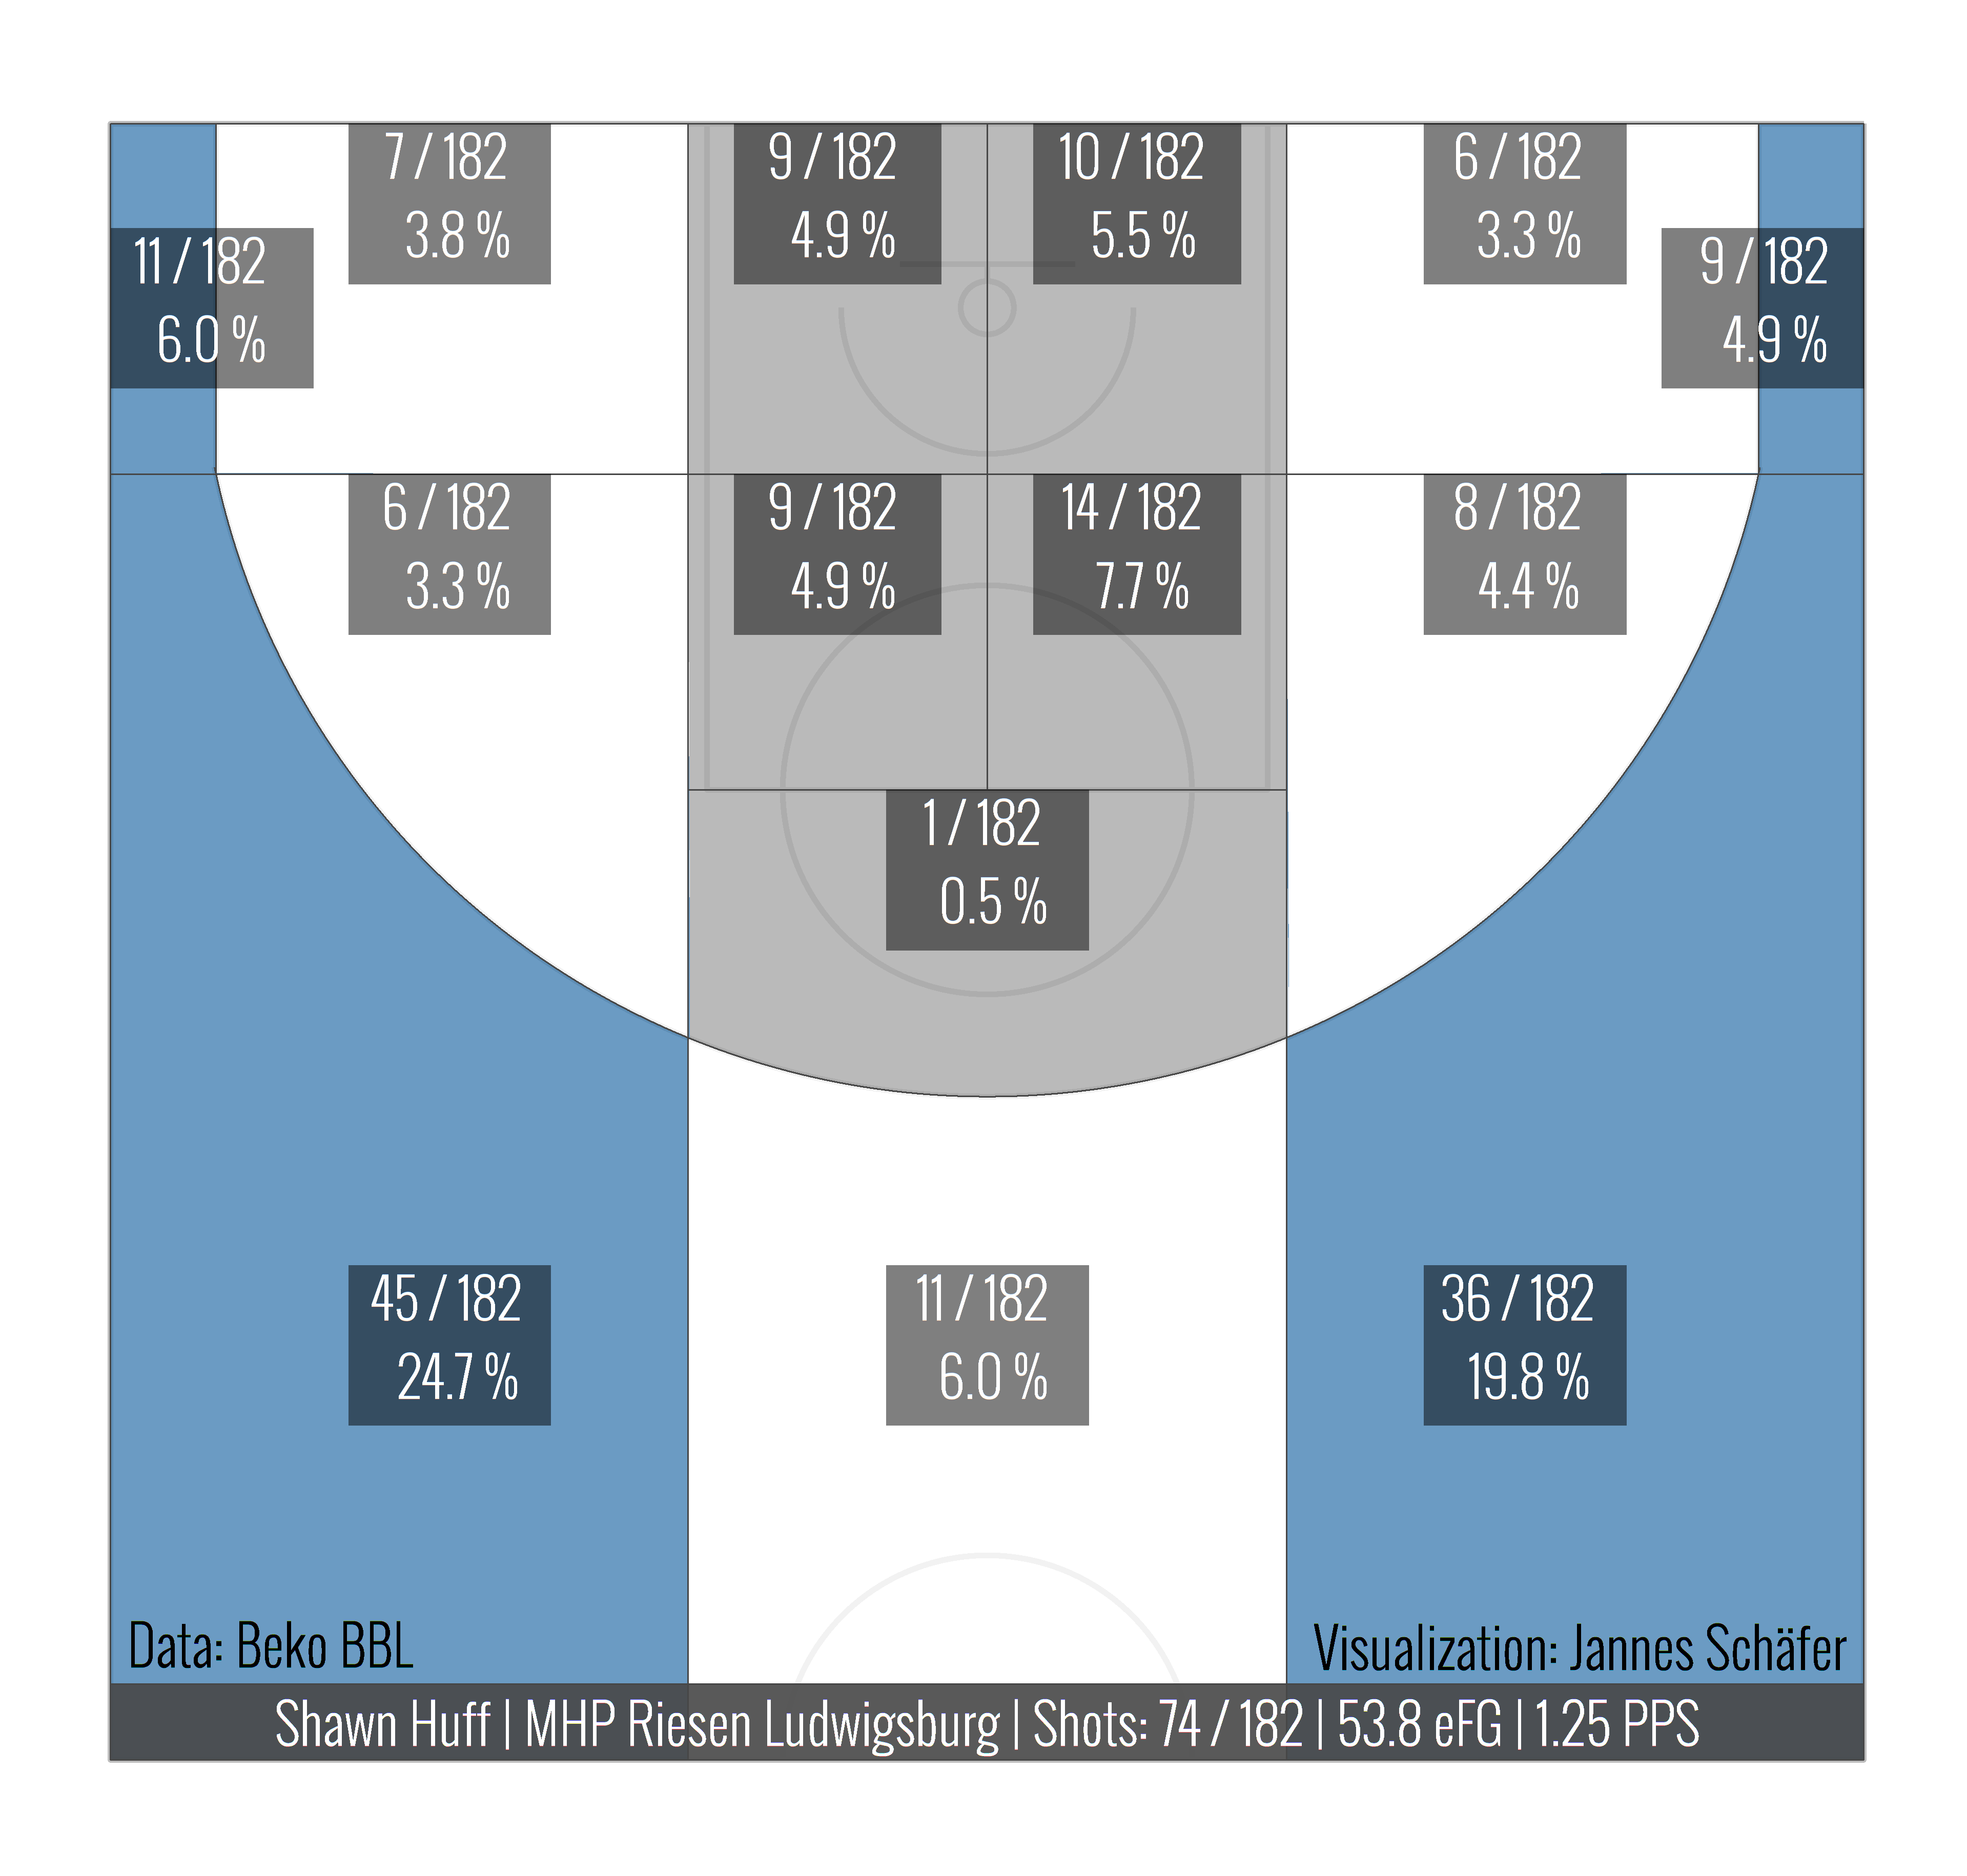 7 / 182
3.8 %
9 / 182
4.9 %
10 / 182
5.5 %
6 / 182
3.3 %
11 / 182
6.0 %
9 / 182
4.9 %
6 / 182
3.3 %
9 / 182
4.9 %
14 / 182
7.7 %
8 / 182
4.4 %
1 / 182
0.5 %
45 / 182
24.7 %
11 / 182
6.0 %
36 / 182
19.8 %
Data: Beko BBL
Visualization: Jannes Schäfer
Shawn Huff | MHP Riesen Ludwigsburg | Shots: 74 / 182 | 53.8 eFG | 1.25 PPS